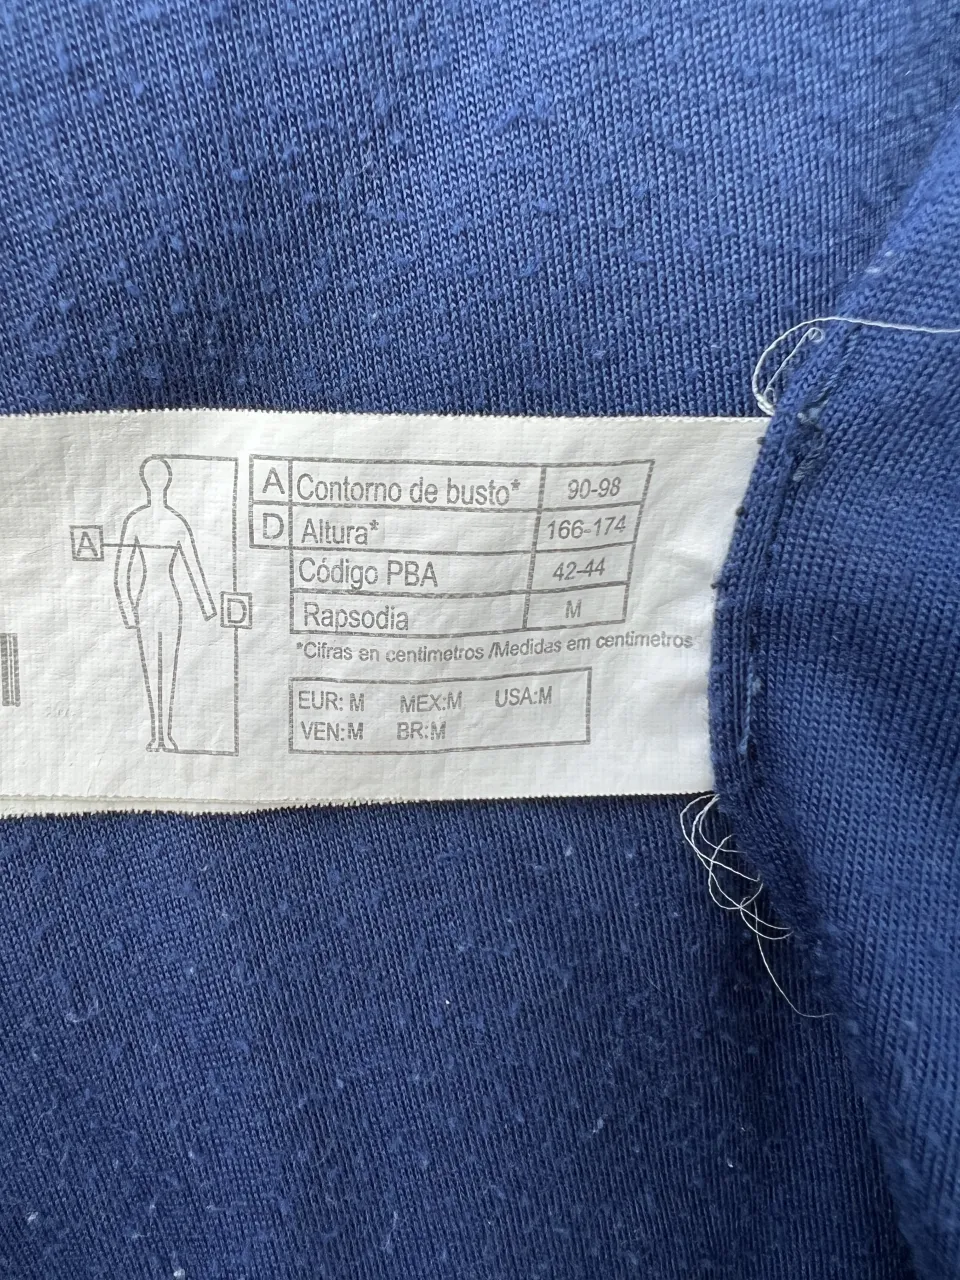 A Contorno de busto* 90-98
D Altura* 166-174
Código PBA 42-44
Rapsodia M
*Cifras en centimetros /Medidas em centimetros
EUR: M MEX:M USA:M
VEN:M BR:M
A
D